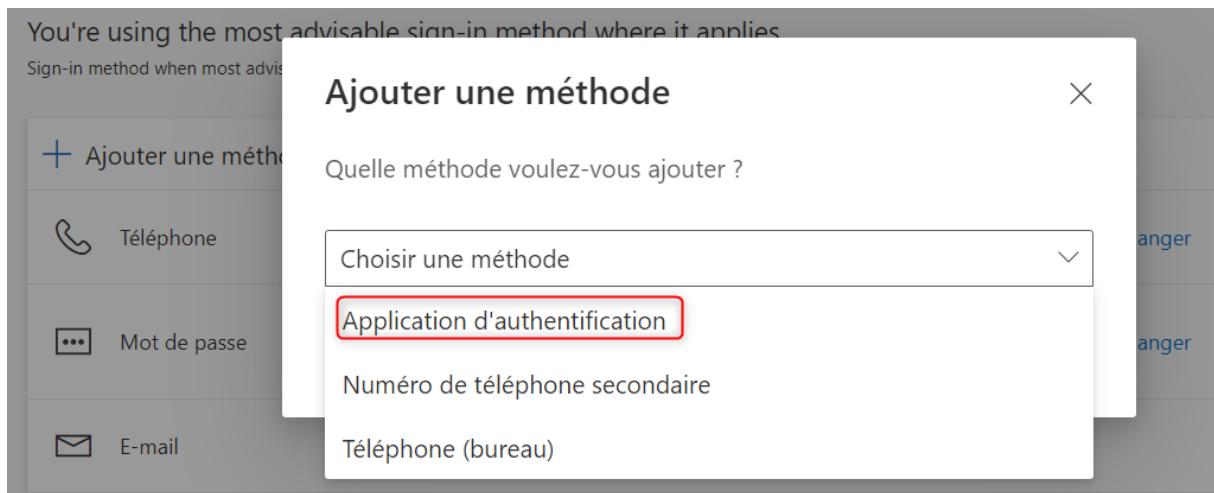 You're using the most advisable sign-in method where it applies
Sign-in method when most advis
Ajouter une méthode
+ Ajouter une métho
Quelle méthode voulez-vous ajouter ?
Téléphone
anger
Choisir une méthode
Application d'authentification
Mot de passe
anger
Numéro de téléphone secondaire
E-mail
Téléphone (bureau)